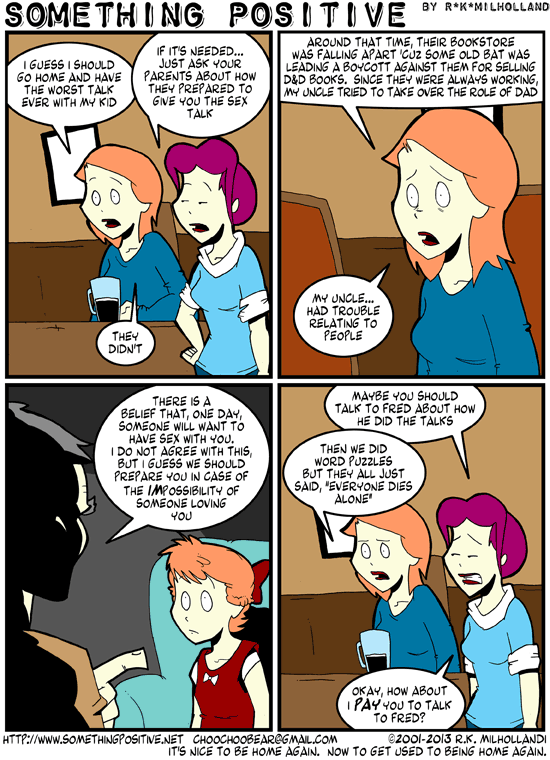 SOMETHING POSITIVE BY R*K*MILHOLLAND
I GUESS I SHOULD
GO HOME AND HAVE
THE WORST TALK
EVER WITH MY KID
IF IT'S NEEDED...
JUST ASK YOUR
PARENTS ABOUT HOW
THEY PREPARED TO
GIVE YOU THE SEX
TALK
THEY
DIDN'T
AROUND THAT TIME, THEIR BOOKSTORE
WAS FALLING APART 'CUZ SOME OLD BAT WAS
LEADING A BOYCOTT AGAINST THEM FOR SELLING
D&D BOOKS. SINCE THEY WERE ALWAYS WORKING,
MY UNCLE TRIED TO TAKE OVER THE ROLE OF DAD
MY UNCLE...
HAD TROUBLE
RELATING TO
PEOPLE
THERE IS A
BELIEF THAT, ONE DAY,
SOMEONE WILL WANT TO
HAVE SEX WITH YOU.
I DO NOT AGREE WITH THIS,
BUT I GUESS WE SHOULD
PREPARE YOU IN CASE OF
THE IMPOSSIBILITY OF
SOMEONE LOVING
YOU
MAYBE YOU SHOULD
TALK TO FRED ABOUT HOW
HE DID THE TALKS
THEN WE DID
WORD PUZZLES
BUT THEY ALL JUST
SAID, "EVERYONE DIES
ALONE"
OKAY, HOW ABOUT
I PAY YOU TO TALK
TO FRED?
HTTP://WWW.SOMETHINGPOSITIVE.NET CHOOCHOOBEAR@GMAIL.COM ©2001-2013 R.K. MILHOLLAND!
IT'S NICE TO BE HOME AGAIN. NOW TO GET USED TO BEING HOME AGAIN.